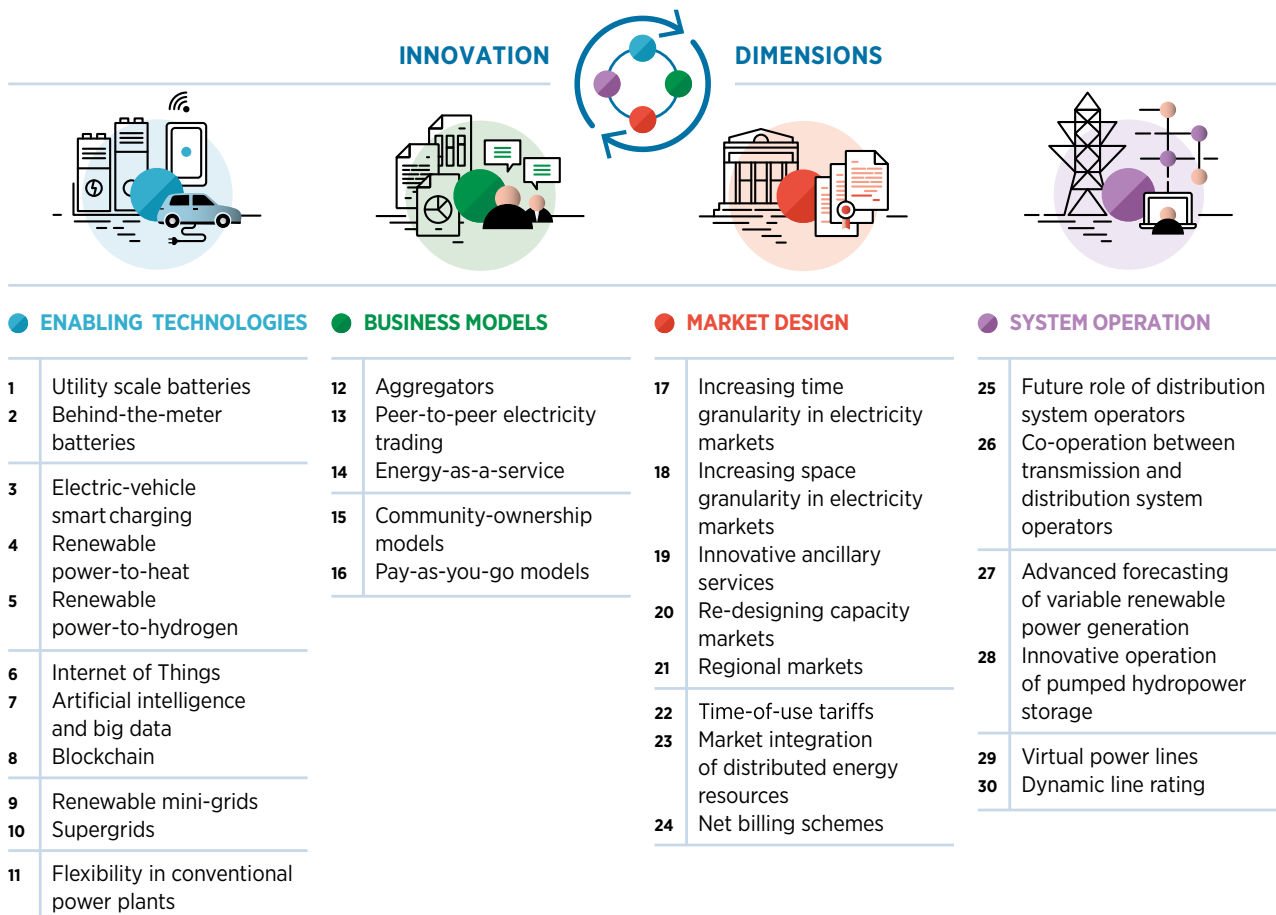 INNOVATION DIMENSIONS
ENABLING TECHNOLOGIES
1 Utility scale batteries
2 Behind-the-meter
batteries
3 Electric-vehicle
smart charging
4 Renewable
power-to-heat
5 Renewable
power-to-hydrogen
6 Internet of Things
7 Artificial intelligence
and big data
8 Blockchain
9 Renewable mini-grids
10 Supergrids
11 Flexibility in conventional
power plants
BUSINESS MODELS
12 Aggregators
13 Peer-to-peer electricity
trading
14 Energy-as-a-service
15 Community-ownership
models
16 Pay-as-you-go models
MARKET DESIGN
17 Increasing time
granularity in electricity
markets
18 Increasing space
granularity in electricity
markets
19 Innovative ancillary
services
20 Re-designing capacity
markets
21 Regional markets
22 Time-of-use tariffs
23 Market integration
of distributed energy
resources
24 Net billing schemes
SYSTEM OPERATION
25 Future role of distribution
system operators
26 Co-operation between
transmission and
distribution system
operators
27 Advanced forecasting
of variable renewable
power generation
28 Innovative operation
of pumped hydropower
storage
29 Virtual power lines
30 Dynamic line rating